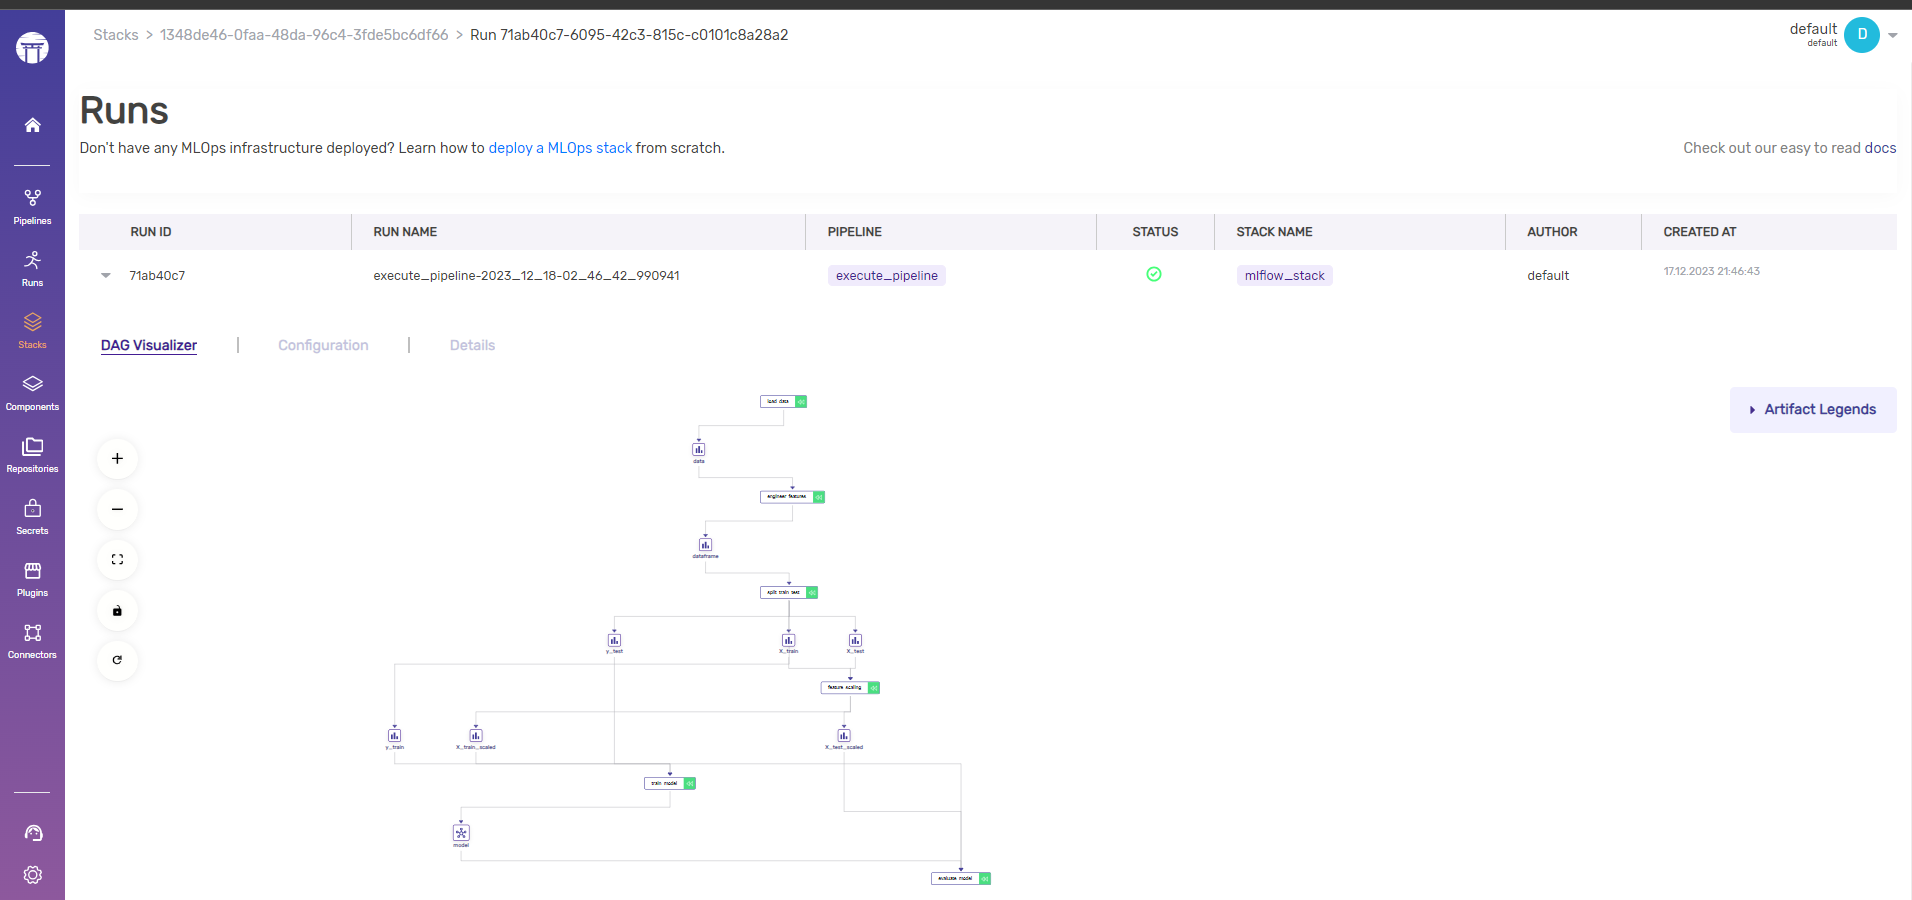 Stacks > 1348de46-0faa-48da-96c4-3fde5bc6df66 > Run 71ab40c7-6095-42c3-815c-c0101c8a28a2
default
default
D
Runs
Don't have any MLOps infrastructure deployed? Learn how to deploy a MLOps stack from scratch.
Check out our easy to read docs
Pipelines
Runs
Stacks
Components
Repositories
Secrets
Plugins
Connectors
RUN ID RUN NAME PIPELINE STATUS STACK NAME AUTHOR CREATED AT
71ab40c7 execute_pipeline-2023_12_18-02_46_42_990941 execute_pipeline mlflow_stack default 17.12.2023 21:46:43
DAG Visualizer | Configuration | Details
Artifact Legends
load data
data
engineer features
dataframe
split train test
y_test X_train X_test
feature scaling
y_train X_train_scaled X_test_scaled
train model
model
evaluate model